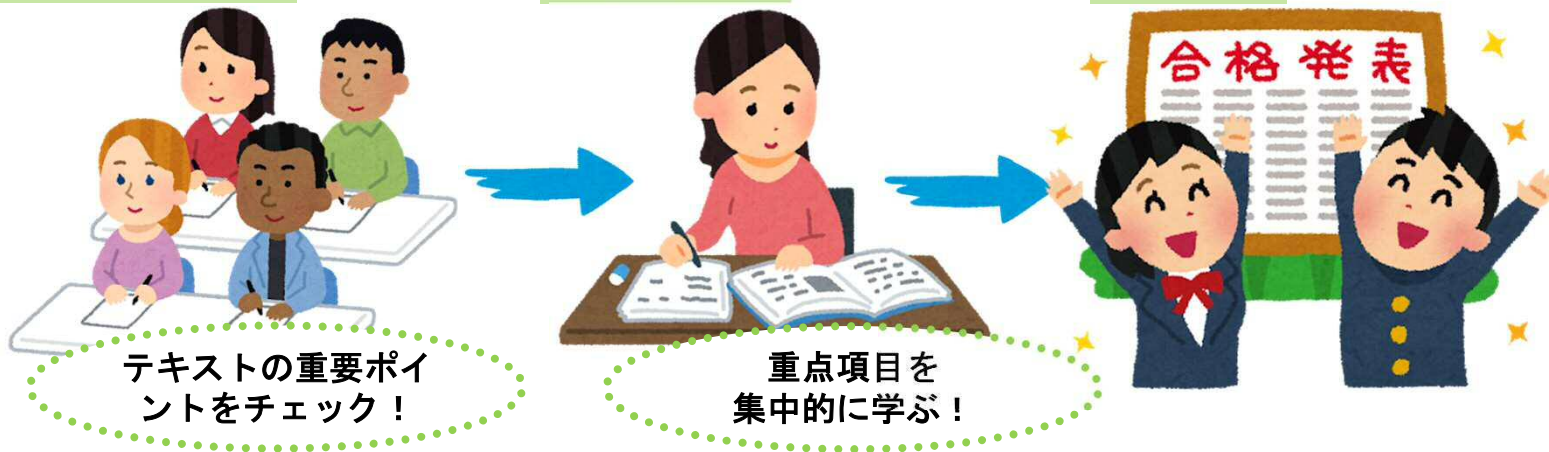 合格発表
テキストの重要ポイ
ントをチェック！
重点項目を
集中的に学ぶ！